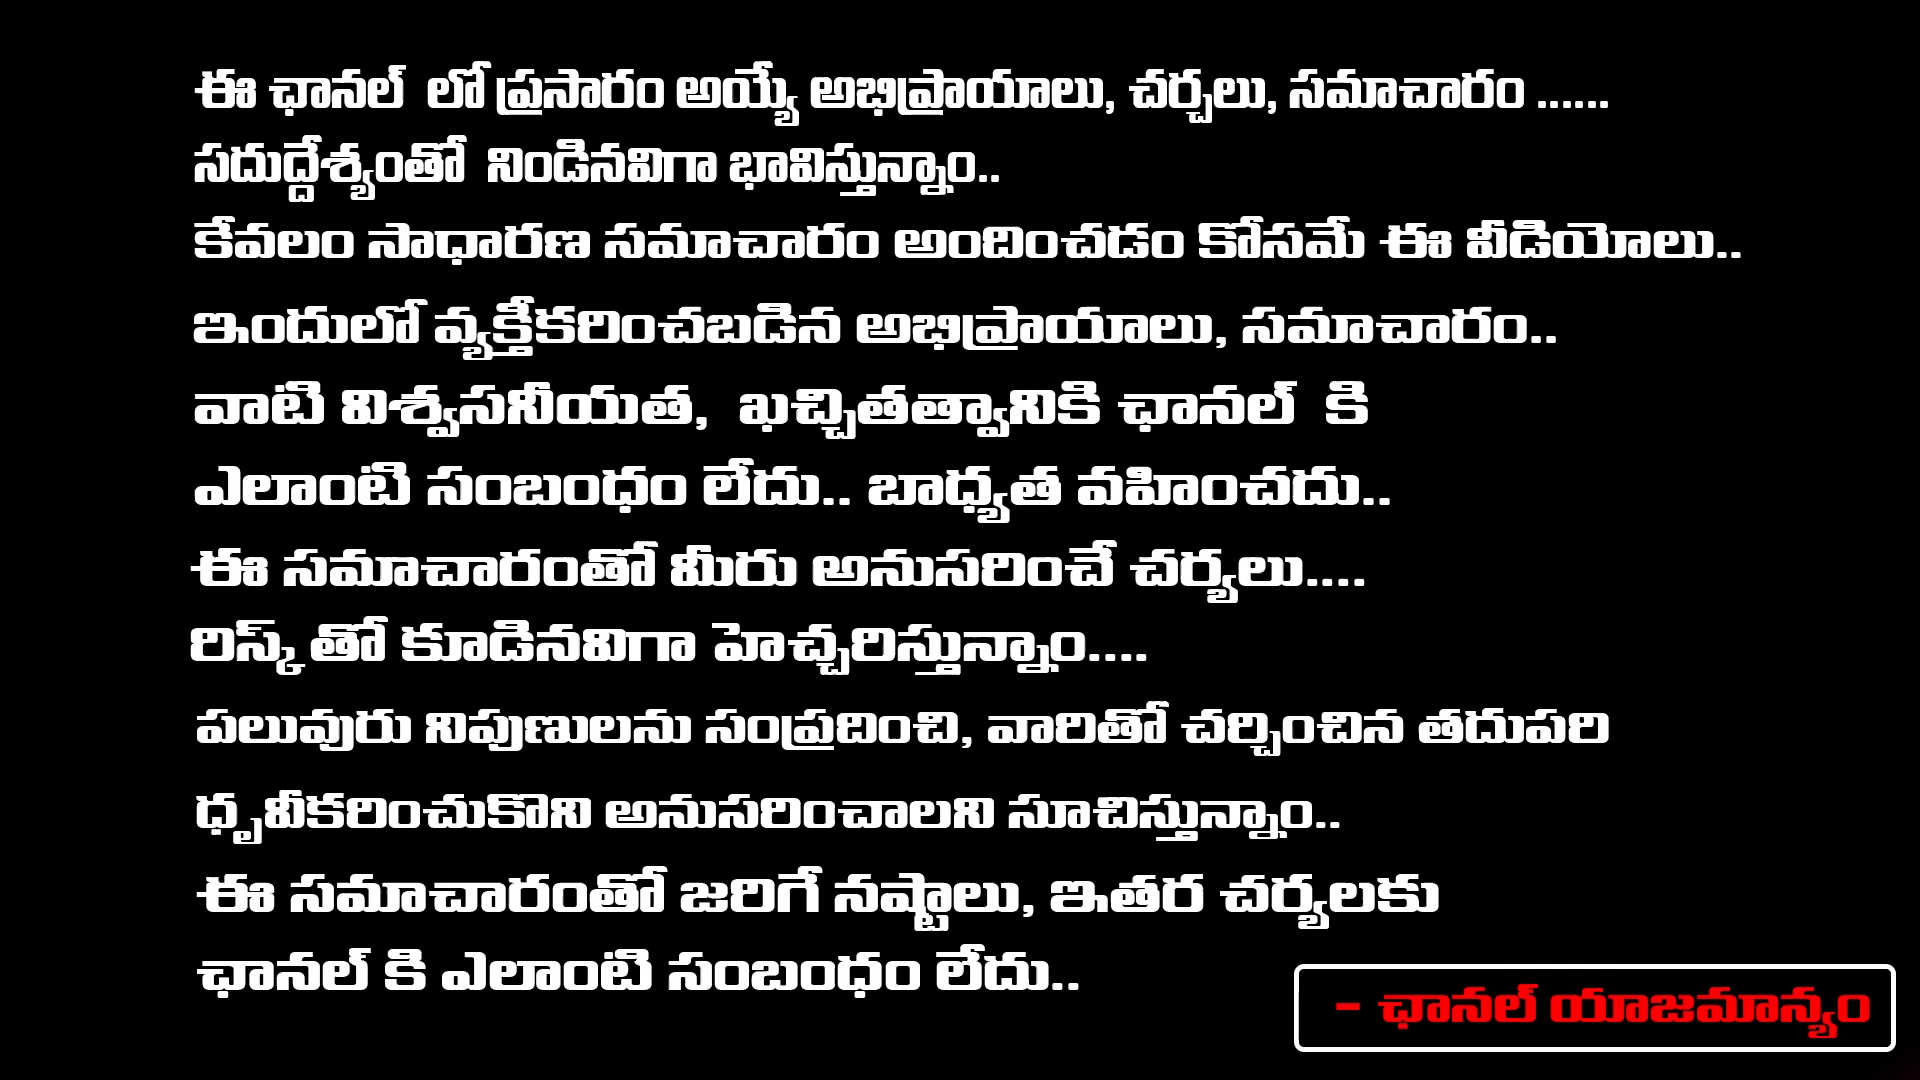 ఈ ఛానల్ లో ప్రసారం అయ్యే అభిప్రాయాలు, చర్చలు, సమాచారం ......
సదుద్దేశ్యంతో నిండినవిగా భావిస్తున్నాం..
కేవలం సాధారణ సమాచారం అందించడం కోసమే ఈ వీడియోలు..
ఇందులో వ్యక్తీకరించబడిన అభిప్రాయాలు, సమాచారం..
వాటి విశ్వసనీయత, ఖచ్చితత్వానికి ఛానల్ కి
ఎలాంటి సంబంధం లేదు.. బాధ్యత వహించదు..
ఈ సమాచారంతో మీరు అనుసరించే చర్యలు....
రిస్క్ తో కూడినవిగా హెచ్చరిస్తున్నాం....
పలువురు నిపుణులను సంప్రదించి, వారితో చర్చించిన తదుపరి
ధృవీకరించుకొని అనుసరించాలని సూచిస్తున్నాం..
ఈ సమాచారంతో జరిగే నష్టాలు, ఇతర చర్యలకు
ఛానల్ కి ఎలాంటి సంబంధం లేదు..
- ఛానల్ యాజమాన్యం